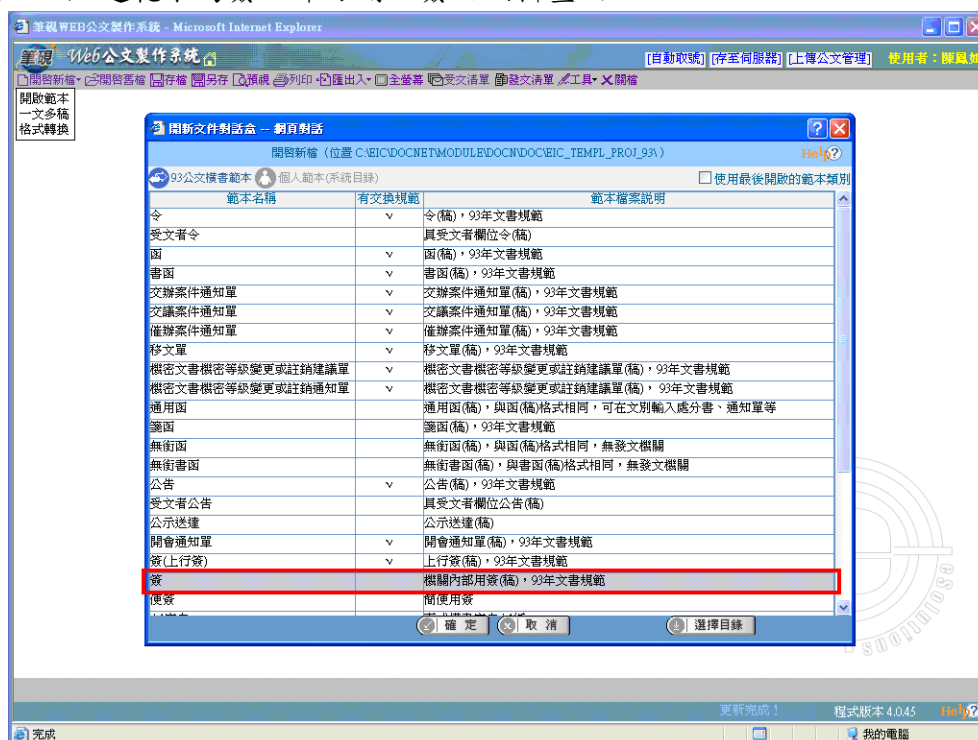 筆硯WEB公文製作系統 - Microsoft Internet Explorer
筆硯 Web公文製作系統 [自動取號] [存至伺服器] [上傳公文管理] 使用者：陳鳳如
開啓新檔 開啓舊檔 存檔 另存 預視 列印 匯出入 全螢幕 受文清單 發文清單 工具 關檔
開啟範本
一文多稿
格式轉換
開新文件對話盒 -- 網頁對話
開啓新檔（位置 C:\EIC\DOCNET\MODULE\DOCN\DOC\EIC_TEMPL_PROJ_93\） Help?
93公文橫書範本 個人範本(系統目錄) 使用最後開啟的範本類別
範本名稱 有交換規範 範本檔案説明
令 v 令(稿)，93年文書規範
受文者令 具受文者欄位令(稿)
函 v 函(稿)，93年文書規範
書函 v 書函(稿)，93年文書規範
交辦案件通知單 v 交辦案件通知單(稿)，93年文書規範
交議案件通知單 v 交議案件通知單(稿)，93年文書規範
催辦案件通知單 v 催辦案件通知單(稿)，93年文書規範
移文單 v 移文單(稿)，93年文書規範
機密文書機密等級變更或註銷建議單 v 機密文書機密等級變更或註銷建議單(稿)，93年文書規範
機密文書機密等級變更或註銷通知單 v 機密文書機密等級變更或註銷建議單(稿)， 93年文書規範
通用函 通用函(稿)，與函(稿)格式相同，可在文別輸入處分書、通知單等
箋函 箋函(稿)，93年文書規範
無銜函 無銜函(稿)，與函(稿)格式相同，無發文機關
無銜書函 無銜書函(稿)，與書函(稿)格式相同，無發文機關
公告 v 公告(稿)，93年文書規範
受文者公告 具受文者欄位公告(稿)
公示送達 公示送達(稿)
開會通知單 v 開會通知單(稿)，93年文書規範
簽(上行簽) v 上行簽(稿)，93年文書規範
簽 機關內部用簽(稿)，93年文書規範
便簽 簡便用簽
確 定 取 消 選擇目錄
eSolutions
更新完成！ 程式版本 4.0.45 Help?
完成 我的電腦